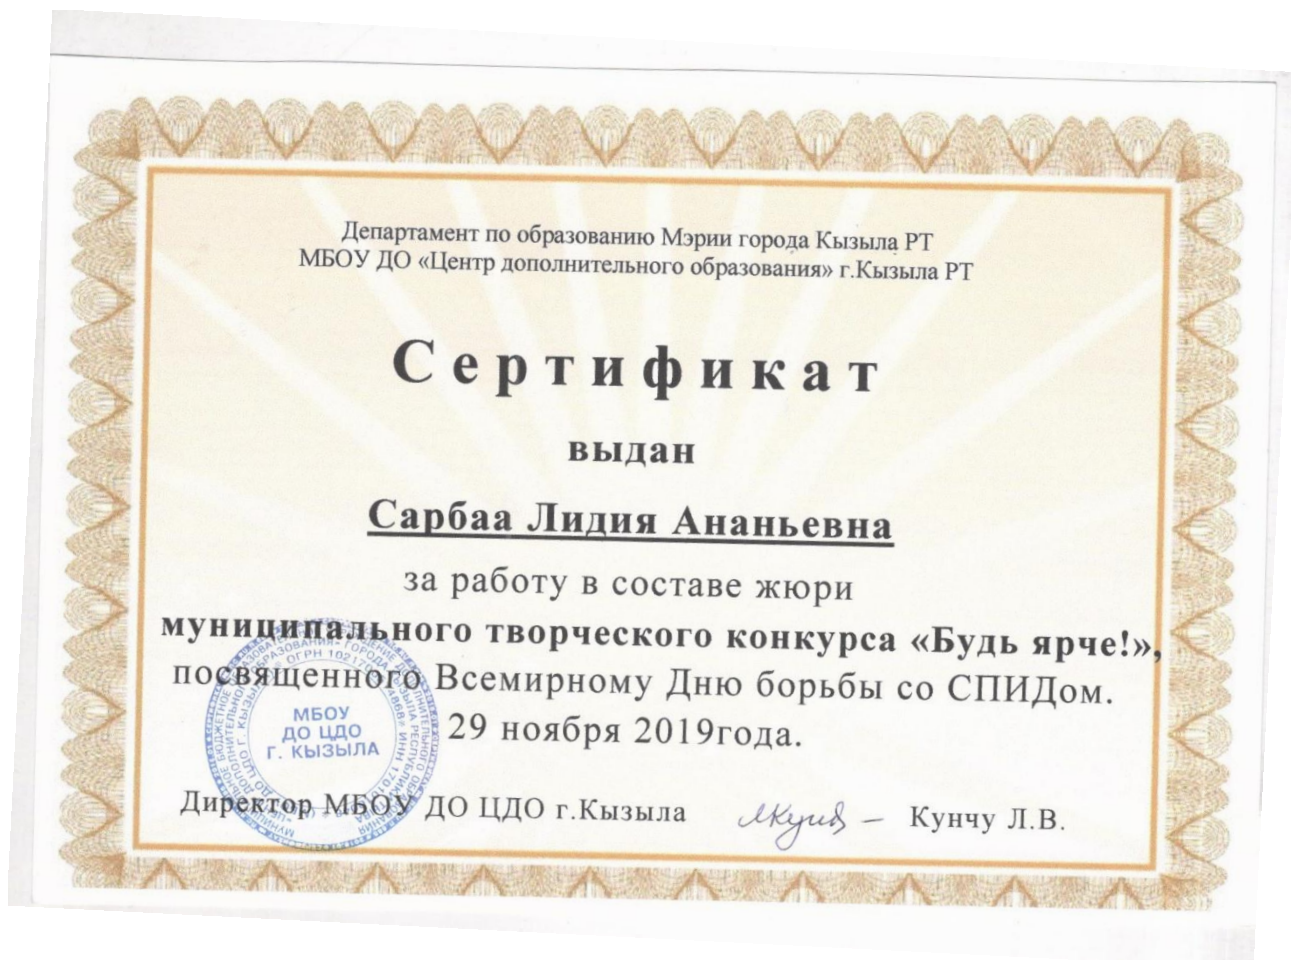 Департамент по образованию Мэрии города Кызыла РТ
МБОУ ДО «Центр дополнительного образования» г.Кызыла РТ
Сертификат
выдан
Сарбаа Лидия Ананьевна
за работу в составе жюри
муниципального творческого конкурса «Будь ярче!»,
посвященного Всемирному Дню борьбы со СПИДом.
29 ноября 2019года.
МБОУ
ДО ЦДО
Г. КЫЗЫЛА
Директор МБОУ ДО ЦДО г.Кызыла Кунчу Л.В.